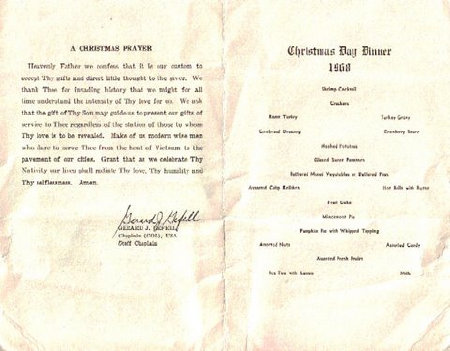 A CHRISTMAS PRAYER
Heavenly Father we confess that it is our custom to
accept Thy gifts and direct little thought to the giver. We
thank Thee for invading history that we might for all
time understand the intensity of Thy love for us. We ask
that the gift of Thy Son may guide us to present our gifts of
service to Thee regardless of the station of those to whom
Thy love is to be revealed. Make of us modern wise men
who dare to serve Thee from the heat of Vietnam to the
pavement of our cities. Grant that as we celebrate Thy
Nativity our lives shall radiate Thy love, Thy humility and
Thy selflessness. Amen.
Gerard J. Gefell
GERARD J. GEFELL
Chaplain (COL), USA
Staff Chaplain
Christmas Day Dinner
1968
Shrimp Cocktail
Crackers
Roast Turkey Turkey Gravy
Cornbread Dressing Cranberry Sauce
Mashed Potatoes
Glazed Sweet Potatoes
Buttered Mixed Vegetables or Buttered Peas
Assorted Crisp Relishes Hot Rolls with Butter
Fruit Cake
Mincemeat Pie
Pumpkin Pie with Whipped Topping
Assorted Nuts Assorted Candy
Assorted Fresh Fruits
Ice Tea with Lemon Milk